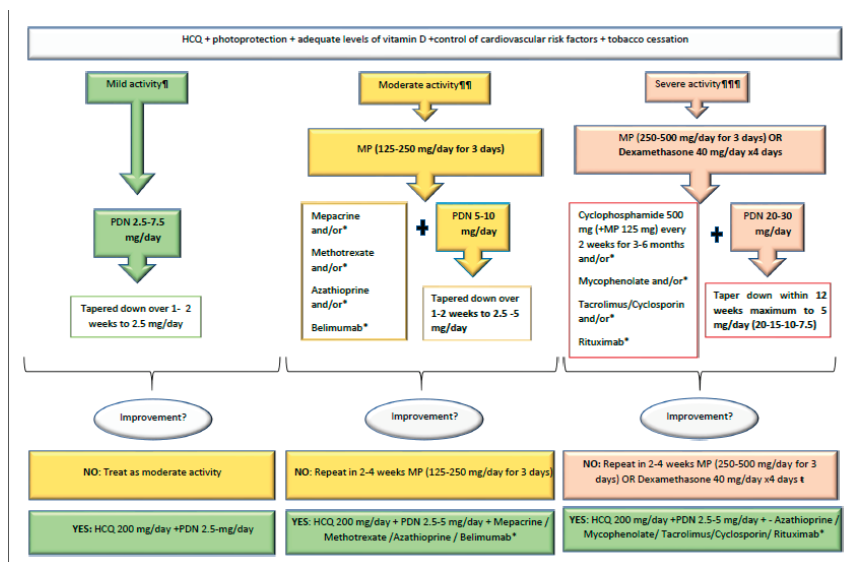 HCQ + photoprotection + adequate levels of vitamin D +control of cardiovascular risk factors + tobacco cessation
Mild activity¶
Moderate activity¶¶
Severe activity¶¶¶
MP (125-250 mg/day for 3 days)
MP (250-500 mg/day for 3 days) OR
Dexamethasone 40 mg/day x4 days
PDN 2.5-7.5
mg/day
Mepacrine
and/or*
Methotrexate
and/or*
Azathioprine
and/or*
Belimumab*
+
PDN 5-10
mg/day
Cyclophosphamide 500
mg (+MP 125 mg) every
2 weeks for 3-6 months
and/or*
Mycophenolate and/or*
Tacrolimus/Cyclosporin
and/or*
Rituximab*
+
PDN 20-30
mg/day
Tapered down over 1- 2
weeks to 2.5 mg/day
Tapered down over
1-2 weeks to 2.5 -5
mg/day
Taper down within 12
weeks maximum to 5
mg/day (20-15-10-7.5)
Improvement?
Improvement?
Improvement?
NO: Treat as moderate activity
NO: Repeat in 2-4 weeks MP (125-250 mg/day for 3 days)
NO: Repeat in 2-4 weeks MP (250-500 mg/day for 3
days) OR Dexamethasone 40 mg/day x4 days ŧ
YES: HCQ 200 mg/day +PDN 2.5-mg/day
YES: HCQ 200 mg/day + PDN 2.5-5 mg/day + Mepacrine /
Methotrexate /Azathioprine / Belimumab*
YES: HCQ 200 mg/day +PDN 2.5-5 mg/day + - Azathioprine /
Mycophenolate/ Tacrolimus/Cyclosporin/ Rituximab*